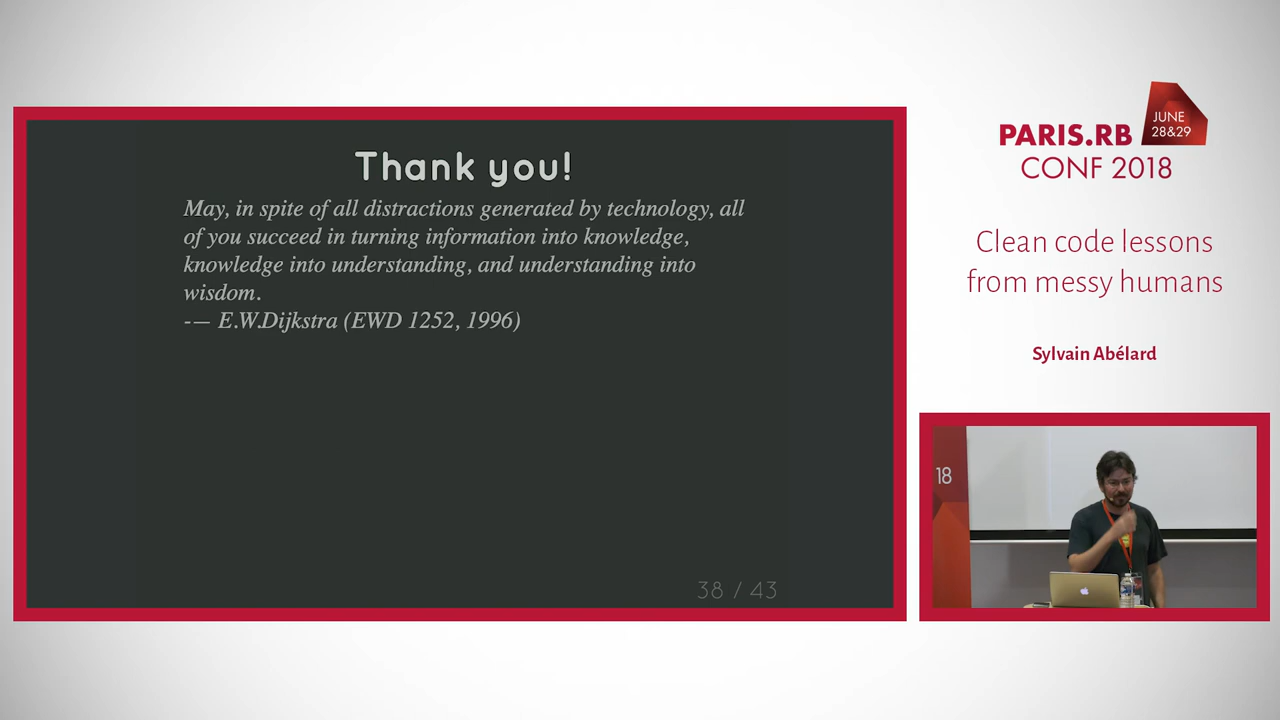 Thank you!
May, in spite of all distractions generated by technology, all
of you succeed in turning information into knowledge,
knowledge into understanding, and understanding into
wisdom.
-— E.W.Dijkstra (EWD 1252, 1996)
38 / 43
PARIS.RB
JUNE
28&29
CONF 2018
Clean code lessons
from messy humans
Sylvain Abélard
18